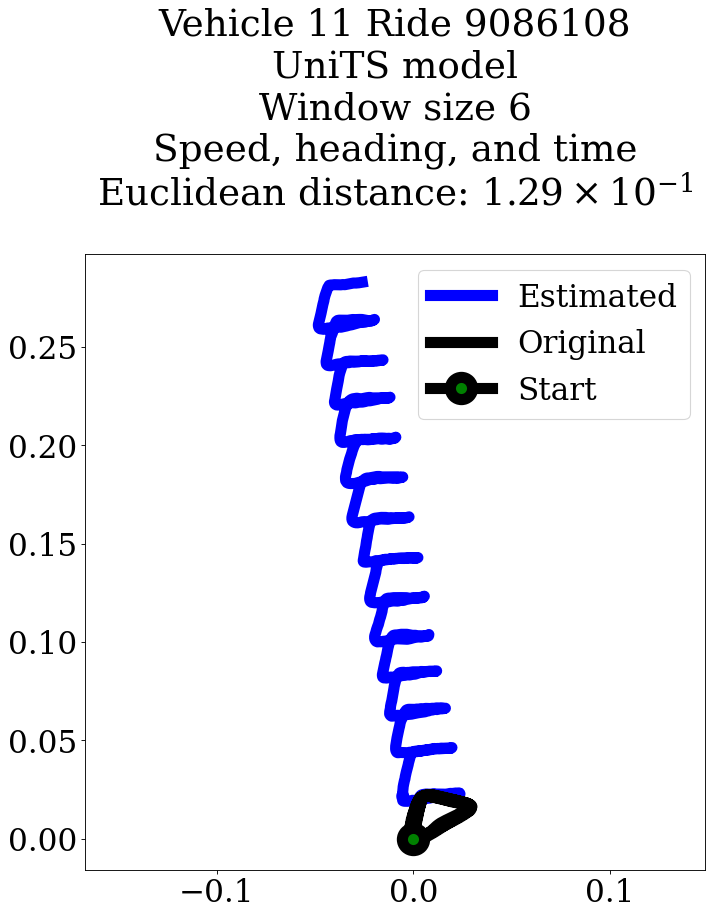 Vehicle 11 Ride 9086108
UniTS model
Window size 6
Speed, heading, and time
Euclidean distance: 1.29 × 10⁻¹
Estimated
Original
Start
0.25
0.20
0.15
0.10
0.05
0.00
−0.1
0.0
0.1